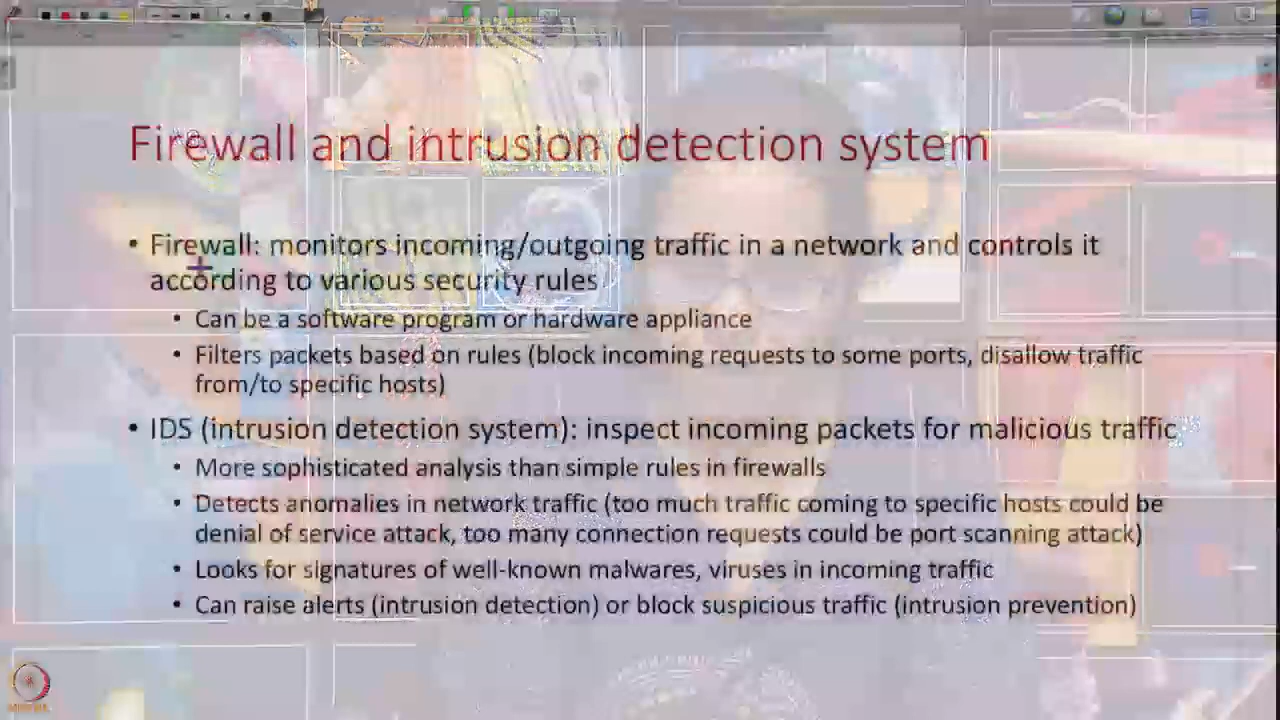 Firewall and intrusion detection system
• Firewall: monitors incoming/outgoing traffic in a network and controls it
according to various security rules
• Can be a software program or hardware appliance
• Filters packets based on rules (block incoming requests to some ports, disallow traffic
from/to specific hosts)
• IDS (intrusion detection system): inspect incoming packets for malicious traffic
• More sophisticated analysis than simple rules in firewalls
• Detects anomalies in network traffic (too much traffic coming to specific hosts could be
denial of service attack, too many connection requests could be port scanning attack)
• Looks for signatures of well-known malwares, viruses in incoming traffic
• Can raise alerts (intrusion detection) or block suspicious traffic (intrusion prevention)